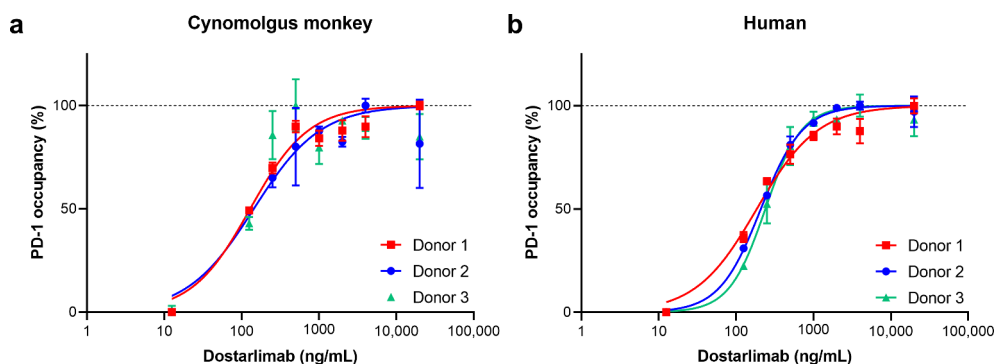 a
Cynomolgus monkey
PD-1 occupancy (%)
100
50
0
1
100
1000
10,000
100,000
Dostarlimab (ng/mL)
Donor 1
Donor 2
Donor 3
b
Human
PD-1 occupancy (%)
100
50
0
1
100
1000
10,000
100,000
Dostarlimab (ng/mL)
Donor 1
Donor 2
Donor 3